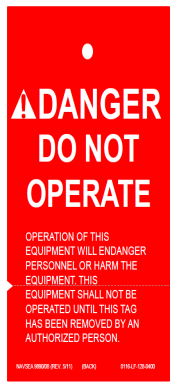 DANGER
DO NOT
OPERATE
OPERATION OF THIS
EQUIPMENT WILL ENDANGER
PERSONNEL OR HARM THE
EQUIPMENT. THIS
EQUIPMENT SHALL NOT BE
OPERATED UNTIL THIS TAG
HAS BEEN REMOVED BY AN
AUTHORIZED PERSON.
NAVSEA 9890/8 (REV. 5/11) (BACK) 0116-LF-128-0400